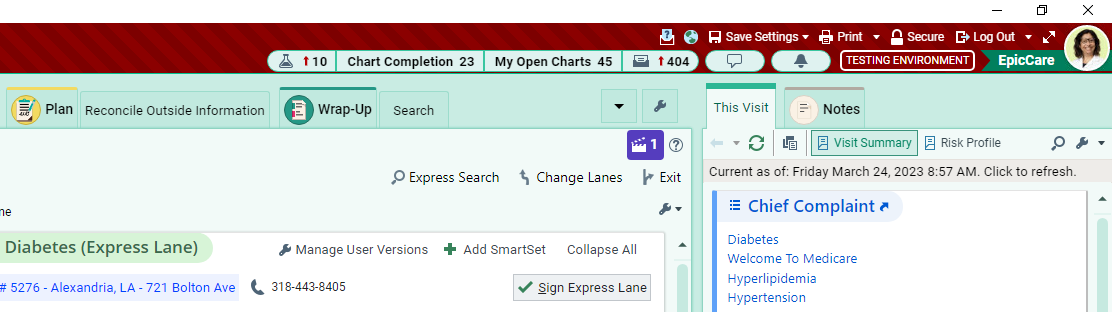 Save Settings Print Secure Log Out
10 Chart Completion 23 My Open Charts 45 404 TESTING ENVIRONMENT EpicCare
Plan Reconcile Outside Information Wrap-Up Search
This Visit Notes
1
Visit Summary Risk Profile
Express Search Change Lanes Exit
Current as of: Friday March 24, 2023 8:57 AM. Click to refresh.
ne
Chief Complaint
Diabetes (Express Lane) Manage User Versions Add SmartSet Collapse All
# 5276 - Alexandria, LA - 721 Bolton Ave 318-443-8405 Sign Express Lane
Diabetes
Welcome To Medicare
Hyperlipidemia
Hypertension